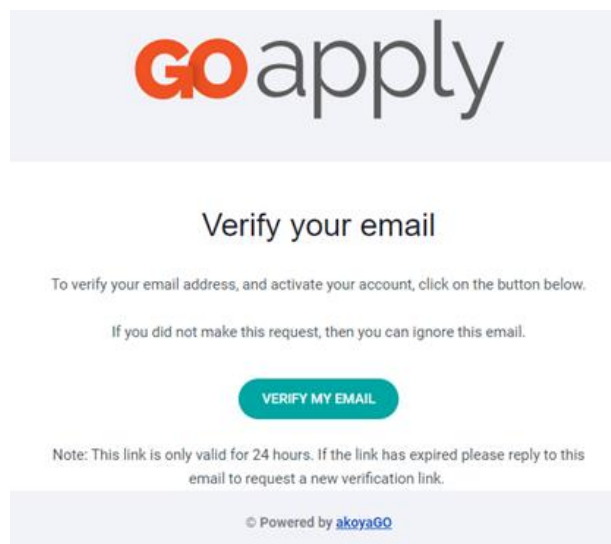 GOapply
Verify your email
To verify your email address, and activate your account, click on the button below.
If you did not make this request, then you can ignore this email.
VERIFY MY EMAIL
Note: This link is only valid for 24 hours. If the link has expired please reply to this
email to request a new verification link.
© Powered by akoyaGO